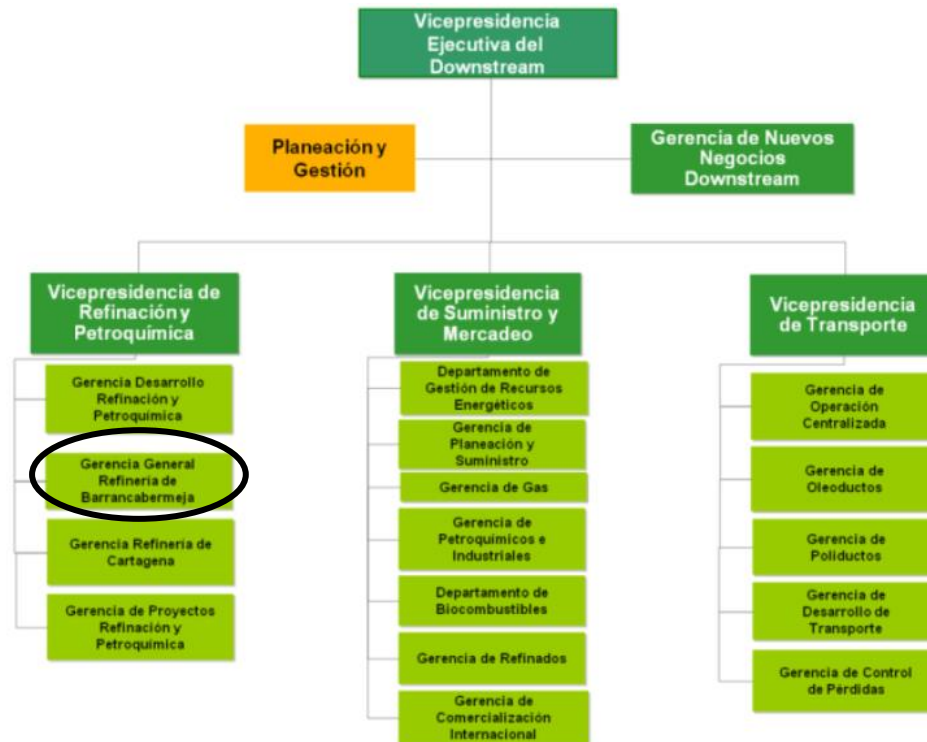 Vicepresidencia
Ejecutiva del
Downstream
Planeación y
Gestión
Gerencia de Nuevos
Negocios
Downstream
Vicepresidencia de
Refinación y
Petroquímica
Gerencia Desarrollo
Refinación y
Petroquímica
Gerencia General
Refinería de
Barrancabermeja
Gerencia Refinería de
Cartagena
Gerencia de Proyectos
Refinación y
Petroquímica
Vicepresidencia
de Suministro y
Mercadeo
Departamento de
Gestión de Recursos
Energéticos
Gerencia de
Planeación y
Suministro
Gerencia de Gas
Gerencia de
Petroquímicos e
Industriales
Departamento de
Biocombustibles
Gerencia de Refinados
Gerencia de
Comercialización
Internacional
Vicepresidencia
de Transporte
Gerencia de
Operación
Centralizada
Gerencia de
Oleoductos
Gerencia de
Poliductos
Gerencia de
Desarrollo de
Transporte
Gerencia de Control
de Pérdidas